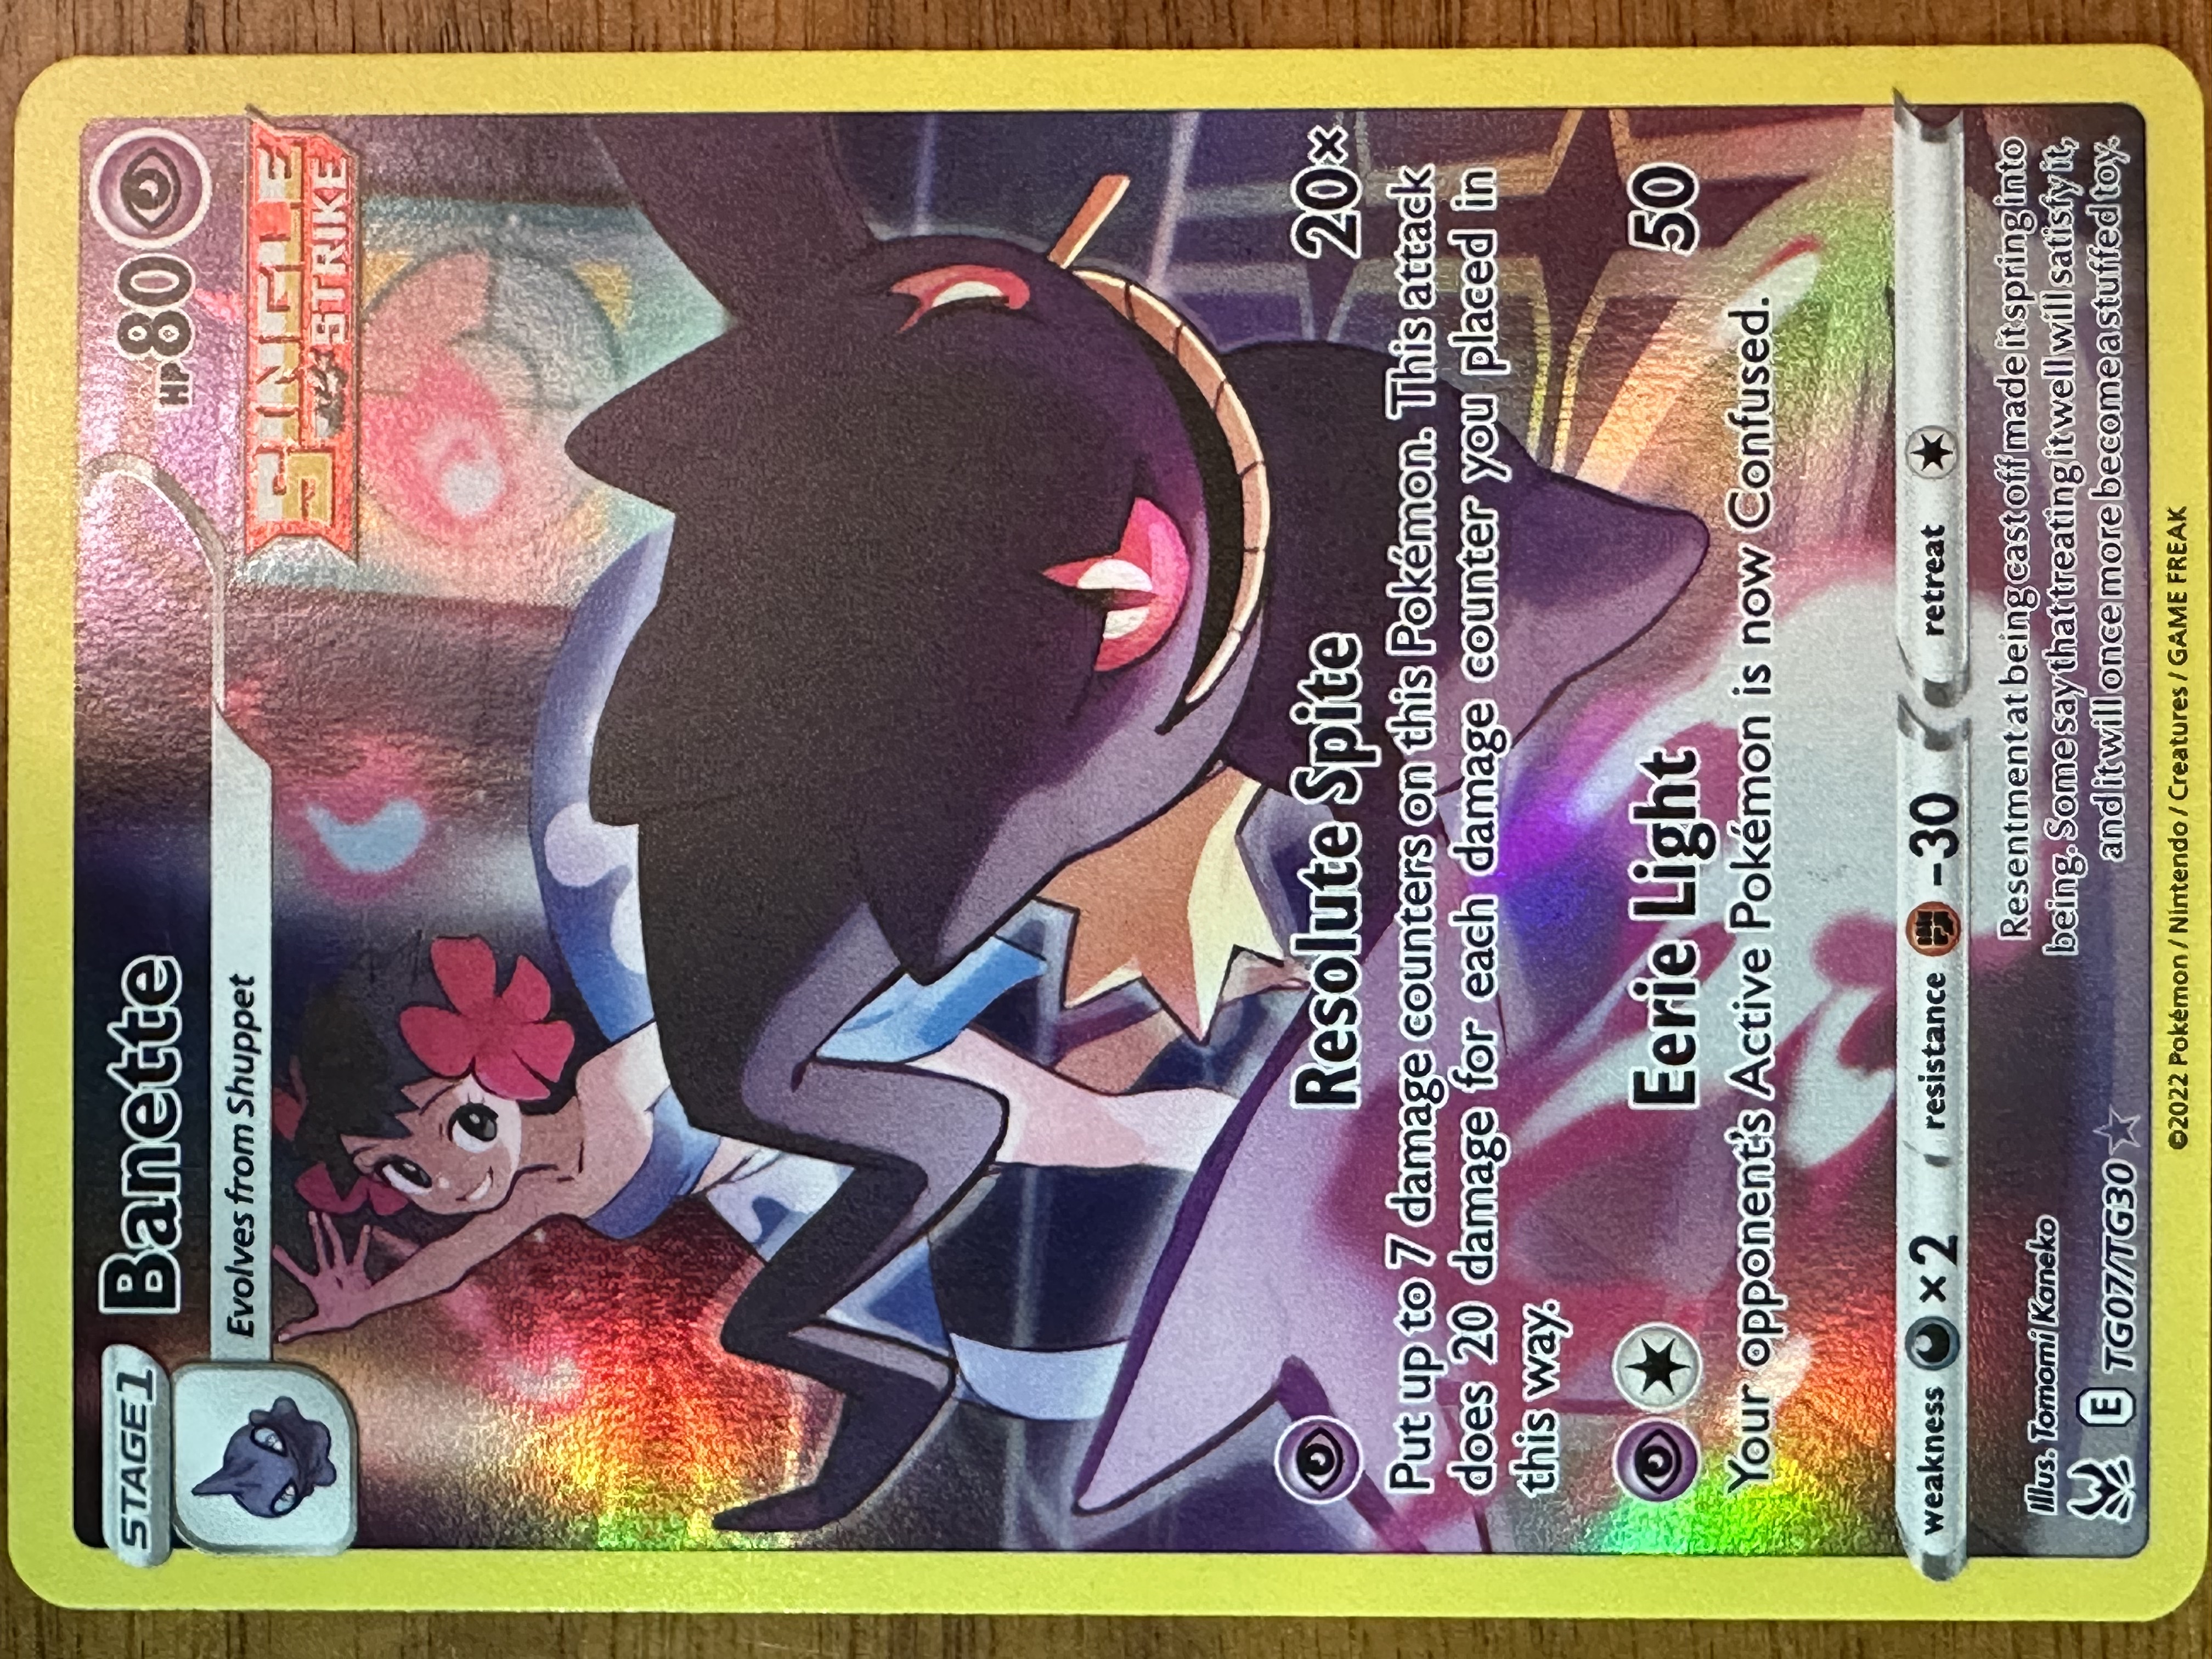 STAGE1
Banette
HP80
Evolves from Shuppet
SINGLE
STRIKE
Resolute Spite 20×
Put up to 7 damage counters on this Pokémon. This attack
does 20 damage for each damage counter you placed in
this way.
Eerie Light 50
Your opponent's Active Pokémon is now Confused.
weakness ×2 resistance -30 retreat
Resentment at being cast off made it spring into
being. Some say that treating it well will satisfy it,
and it will once more become a stuffed toy.
Illus. Tomomi Kaneko
E TG07/TG30
©2022 Pokémon / Nintendo / Creatures / GAME FREAK